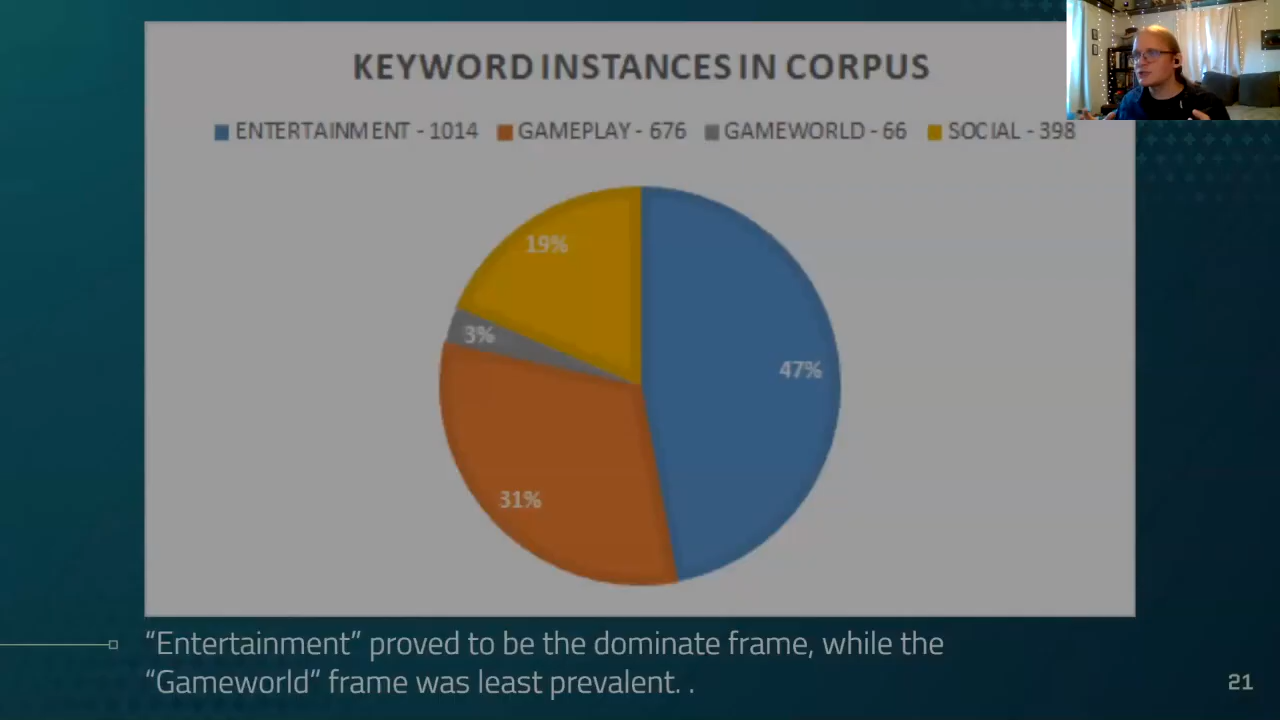 KEYWORD INSTANCES IN CORPUS
ENTERTAINMENT - 1014 GAMEPLAY - 676 GAMEWORLD - 66 SOCIAL - 398
19%
3%
47%
31%
“Entertainment” proved to be the dominate frame, while the
“Gameworld” frame was least prevalent. .
21